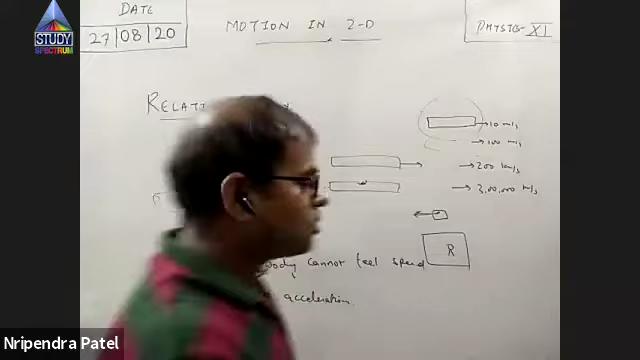 STUDY
SPECTRUM
DATE
27|08|20
MOTION IN 2-D
PHYSICS-XI
10 m/s
100 m/s
200 km/s
3,00,000 km/s
R
body cannot feel speed
acceleration
Nripendra Patel